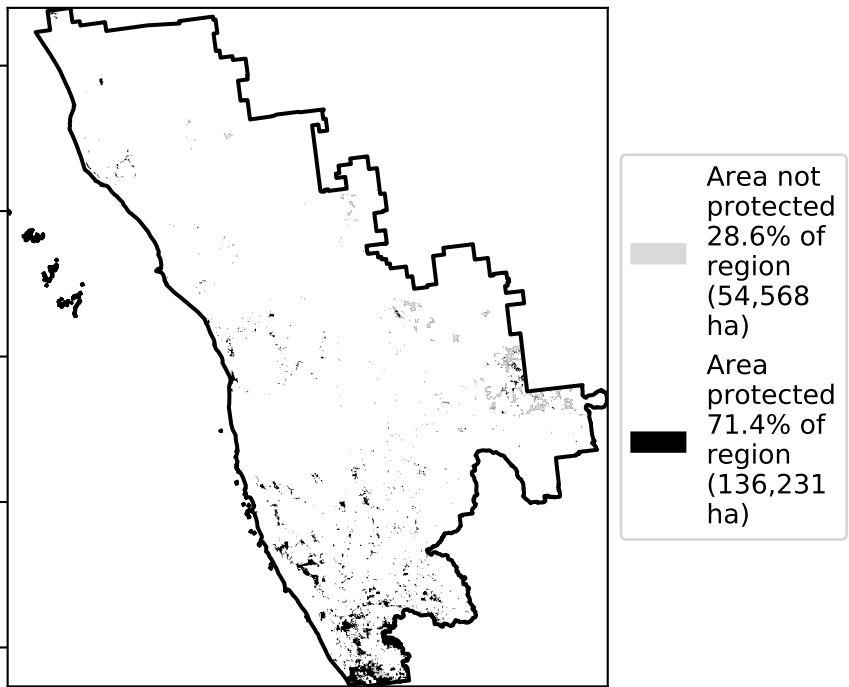 Area not
protected
28.6% of
region
(54,568
ha)
Area
protected
71.4% of
region
(136,231
ha)